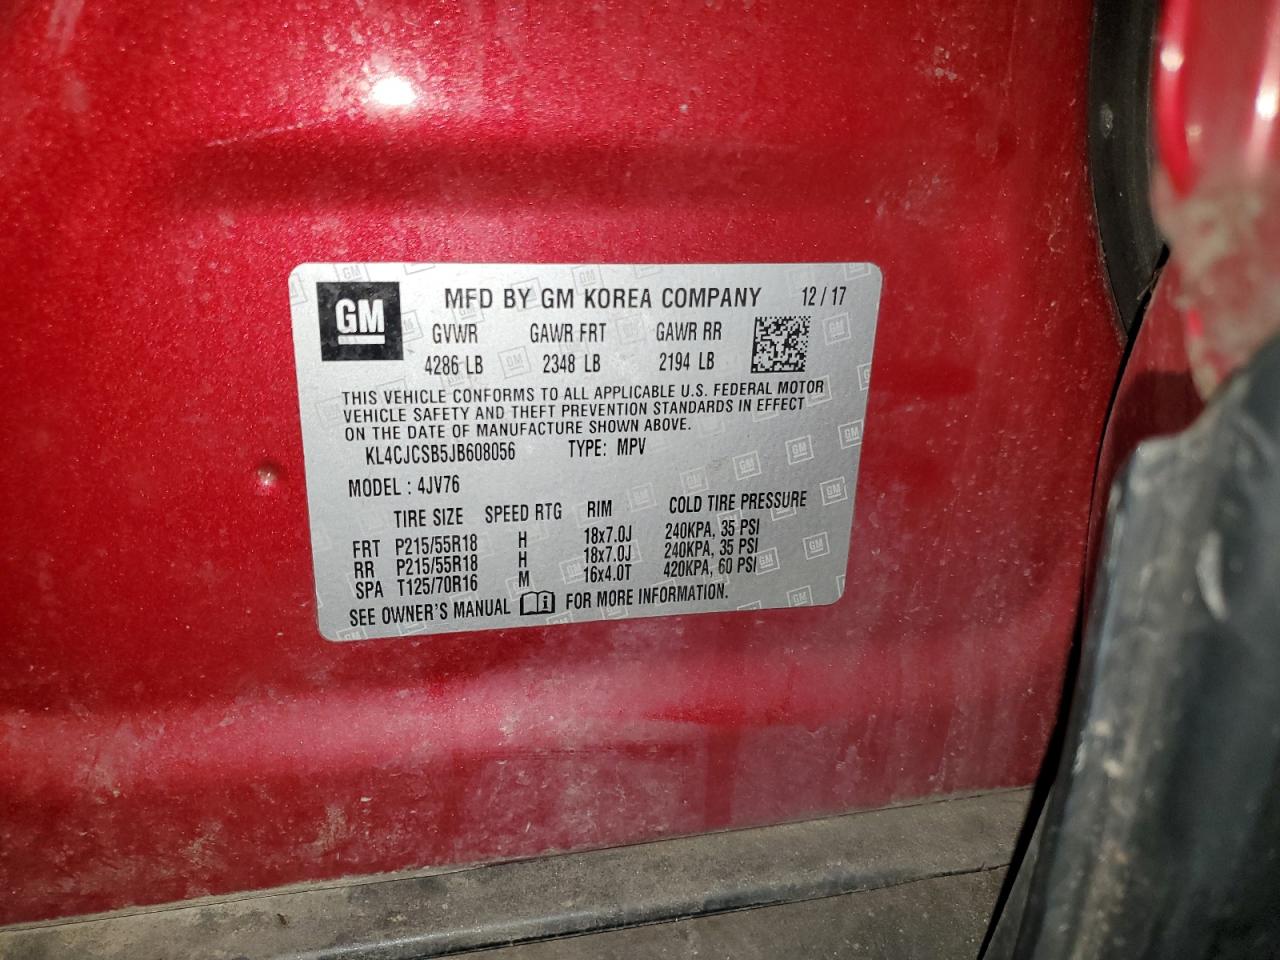 GM MFD BY GM KOREA COMPANY 12/17
GVWR GAWR FRT GAWR RR
4286 LB 2348 LB 2194 LB
THIS VEHICLE CONFORMS TO ALL APPLICABLE U.S. FEDERAL MOTOR
VEHICLE SAFETY AND THEFT PREVENTION STANDARDS IN EFFECT
ON THE DATE OF MANUFACTURE SHOWN ABOVE.
KL4CJCSB5JB608056 TYPE: MPV
MODEL : 4JV76
TIRE SIZE SPEED RTG RIM COLD TIRE PRESSURE
FRT P215/55R18 H 18x7.0J 240KPA, 35 PSI
RR P215/55R18 H 18x7.0J 240KPA, 35 PSI
SPA T125/70R16 M 16x4.0T 420KPA, 60 PSI
SEE OWNER'S MANUAL FOR MORE INFORMATION.